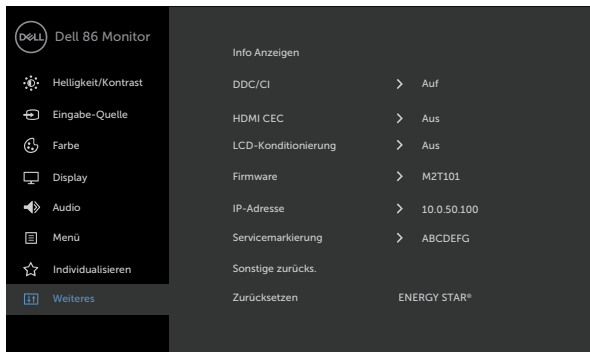 DELL Dell 86 Monitor
Helligkeit/Kontrast
Eingabe-Quelle
Farbe
Display
Audio
Menü
Individualisieren
Weiteres
Info Anzeigen
DDC/CI > Auf
HDMI CEC > Aus
LCD-Konditionierung > Aus
Firmware > M2T101
IP-Adresse > 10.0.50.100
Servicemarkierung > ABCDEFG
Sonstige zurücks.
Zurücksetzen ENERGY STAR®